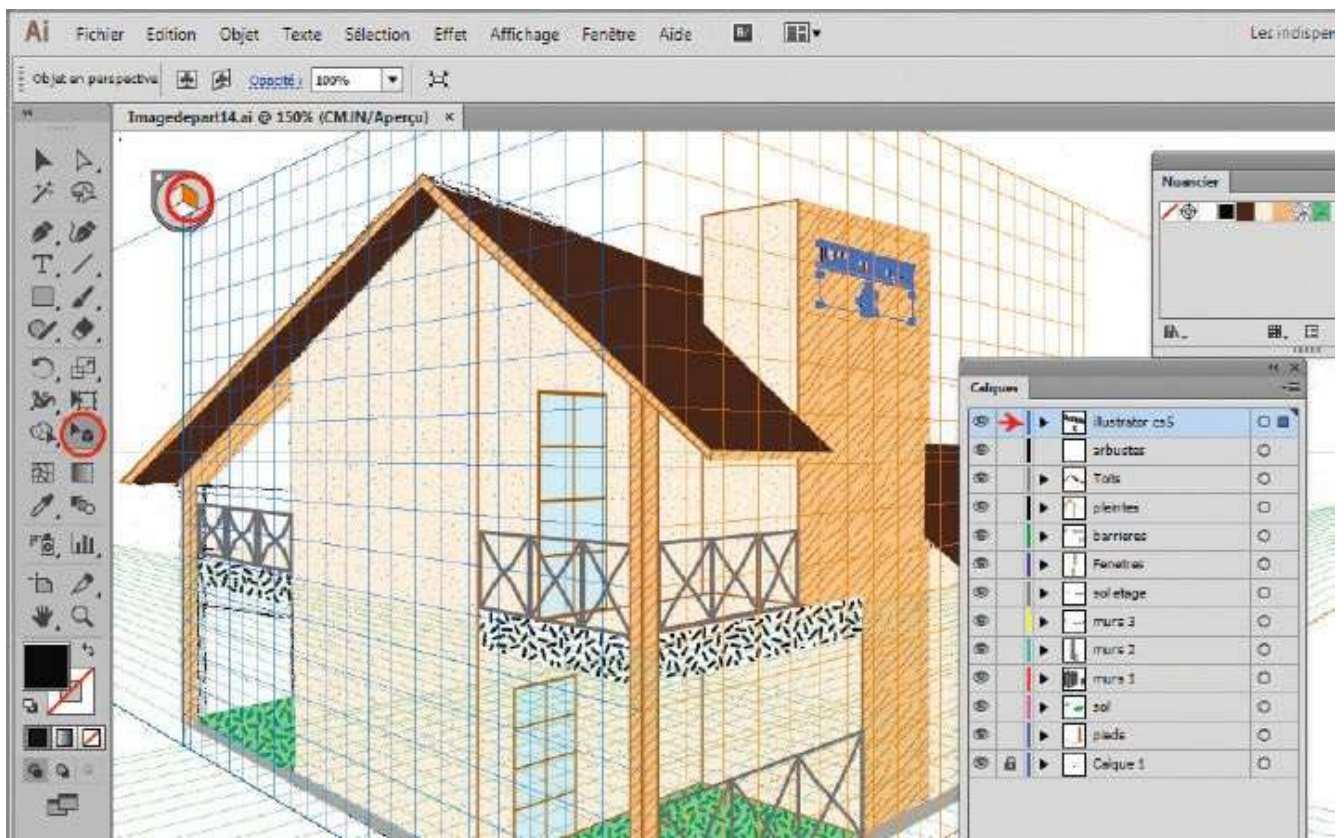 Ai Fichier Edition Objet Texte Sélection Effet Affichage Fenêtre Aide Br
Objet en perspective Opacité : 100%
Imagedepart14.ai @ 150% (CMJN/Aperçu) ×
Nuancier
Calques
illustrator cs5
arbustes
Toits
pleintes
barrieres
Fenetres
sol etage
murs 3
murs 2
murs 1
sol
pieds
Calque 1